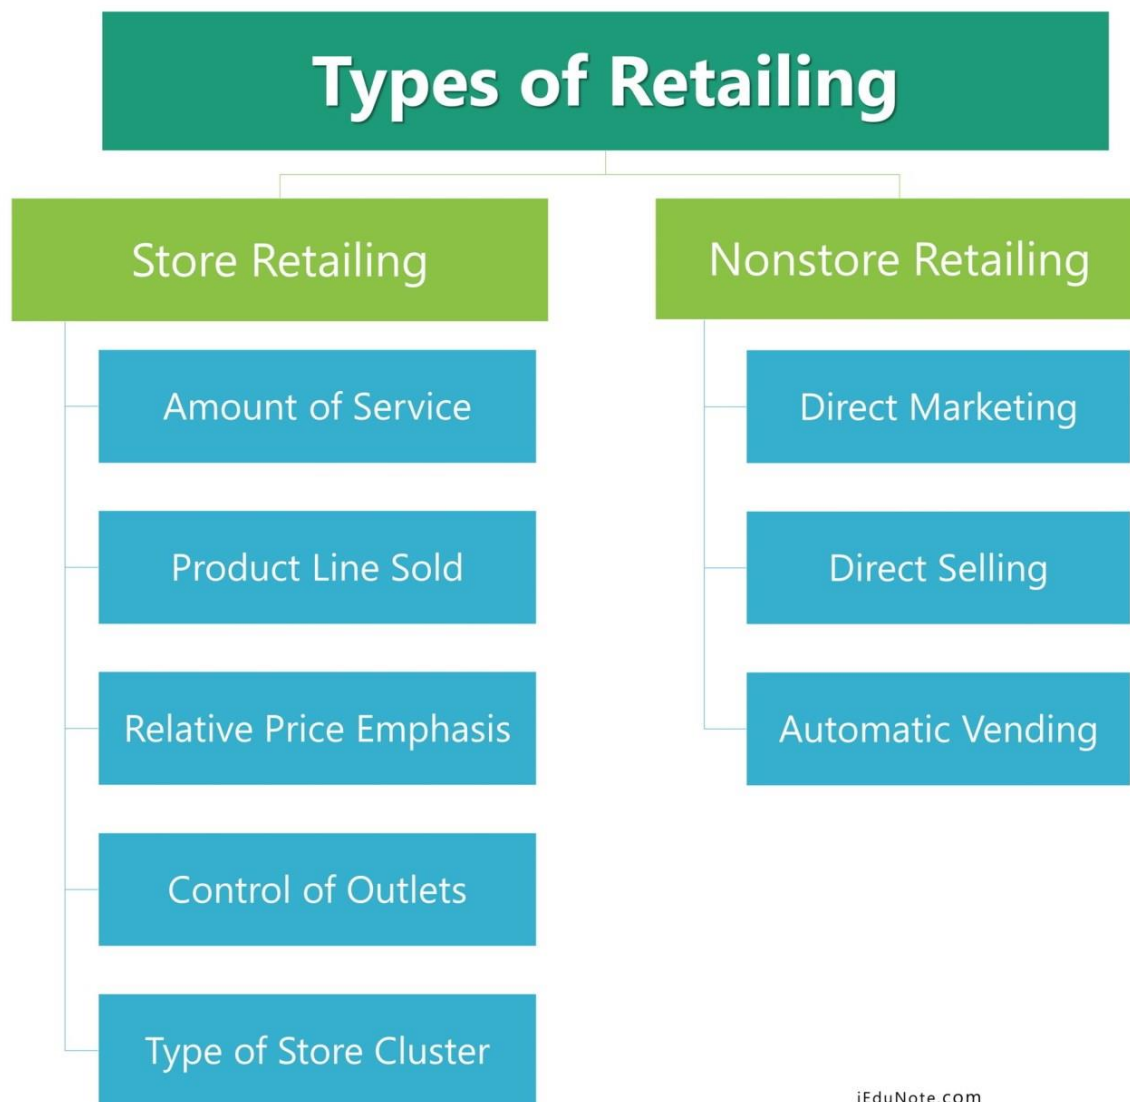 Types of Retailing
Store Retailing
Amount of Service
Product Line Sold
Relative Price Emphasis
Control of Outlets
Type of Store Cluster
Nonstore Retailing
Direct Marketing
Direct Selling
Automatic Vending
iEduNote.com